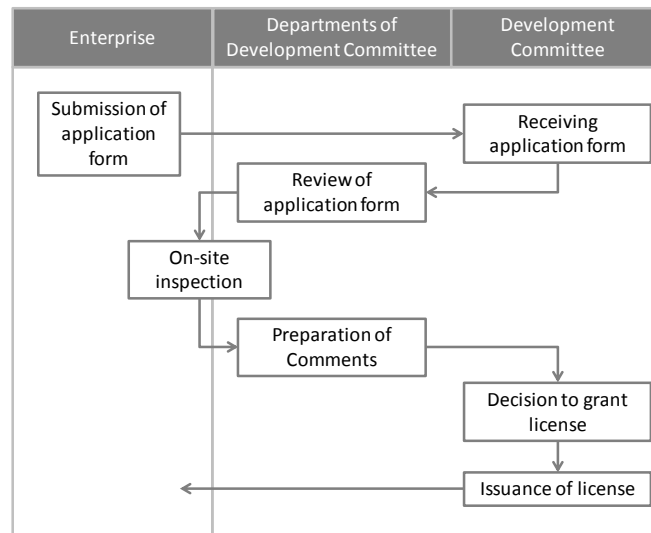 Enterprise
Departments of
Development Committee
Development
Committee
Submission of
application
form
Receiving
application form
Review of
application form
On-site
inspection
Preparation of
Comments
Decision to grant
license
Issuance of license